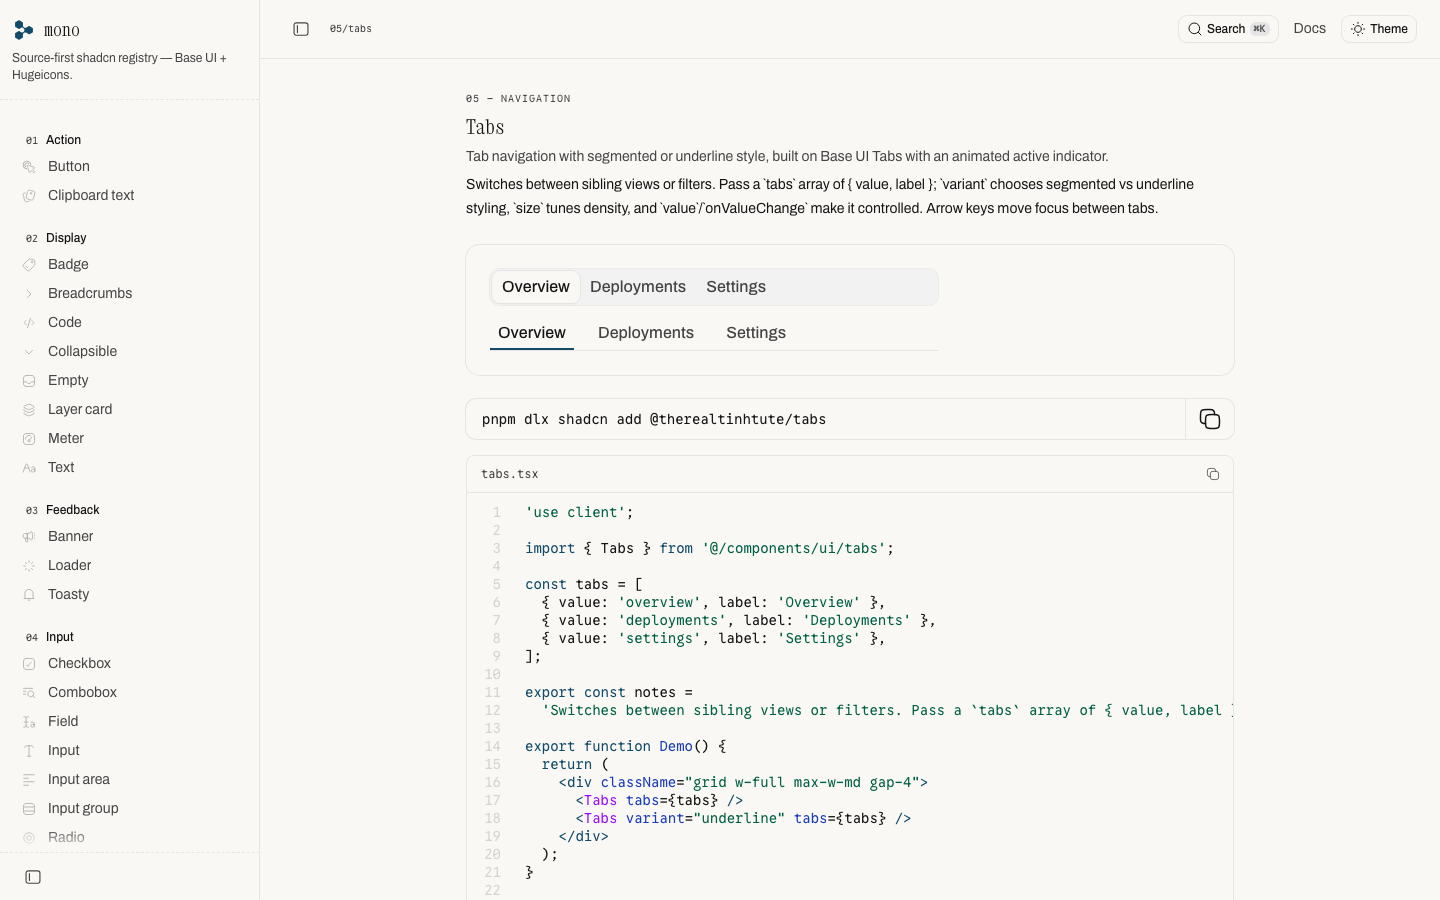 mono
Source-first shadcn registry — Base UI +
Hugeicons.
01 Action
Button
Clipboard text
02 Display
Badge
Breadcrumbs
Code
Collapsible
Empty
Layer card
Meter
Text
03 Feedback
Banner
Loader
Toasty
04 Input
Checkbox
Combobox
Field
Input
Input area
Input group
Radio
05/tabs
Search ⌘K
Docs
Theme
05 — NAVIGATION
Tabs
Tab navigation with segmented or underline style, built on Base UI Tabs with an animated active indicator.
Switches between sibling views or filters. Pass a `tabs` array of { value, label }; `variant` chooses segmented vs underline
styling, `size` tunes density, and `value`/`onValueChange` make it controlled. Arrow keys move focus between tabs.
Overview Deployments Settings
Overview Deployments Settings
pnpm dlx shadcn add @therealtinhtute/tabs
tabs.tsx
1 'use client';
2
3 import { Tabs } from '@/components/ui/tabs';
4
5 const tabs = [
6 { value: 'overview', label: 'Overview' },
7 { value: 'deployments', label: 'Deployments' },
8 { value: 'settings', label: 'Settings' },
9 ];
10
11 export const notes =
12 'Switches between sibling views or filters. Pass a `tabs` array of { value, label }
13
14 export function Demo() {
15 return (
16 <div className="grid w-full max-w-md gap-4">
17 <Tabs tabs={tabs} />
18 <Tabs variant="underline" tabs={tabs} />
19 </div>
20 );
21 }
22